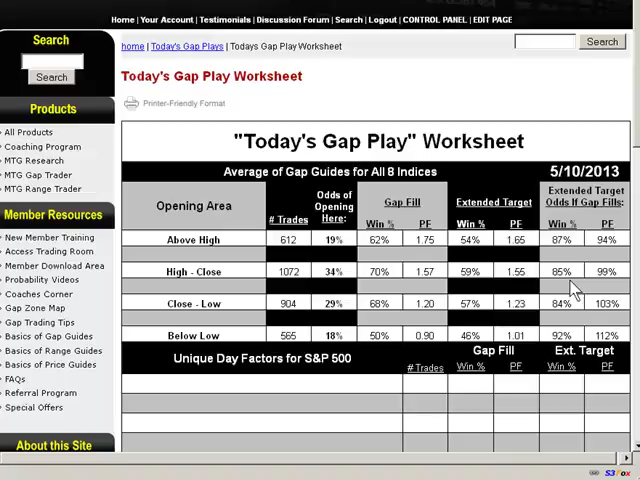 Home | Your Account | Testimonials | Discussion Forum | Search | Logout | CONTROL PANEL | EDIT PAGE
Search
Search
Products
All Products
Coaching Program
MTG Research
MTG Gap Trader
MTG Range Trader
Member Resources
New Member Training
Access Trading Room
Member Download Area
Probability Videos
Coaches Corner
Gap Zone Map
Gap Trading Tips
Basics of Gap Guides
Basics of Range Guides
Basics of Price Guides
FAQs
Referral Program
Special Offers
About this Site
home | Today's Gap Plays | Todays Gap Play Worksheet
Search
Today's Gap Play Worksheet
Printer-Friendly Format
"Today's Gap Play" Worksheet
Average of Gap Guides for All 8 Indices 5/10/2013
Opening Area
# Trades
Odds of Opening Here:
Gap Fill
Win % PF
Extended Target
Win % PF
Extended Target Odds If Gap Fills:
Win % PF
Above High 612 19% 62% 1.75 54% 1.65 87% 94%
High - Close 1072 34% 70% 1.57 59% 1.55 85% 99%
Close - Low 904 29% 68% 1.20 57% 1.23 84% 103%
Below Low 565 18% 50% 0.90 46% 1.01 92% 112%
Unique Day Factors for S&P 500
Gap Fill Ext. Target
# Trades Win % PF Win % PF
S3Fox